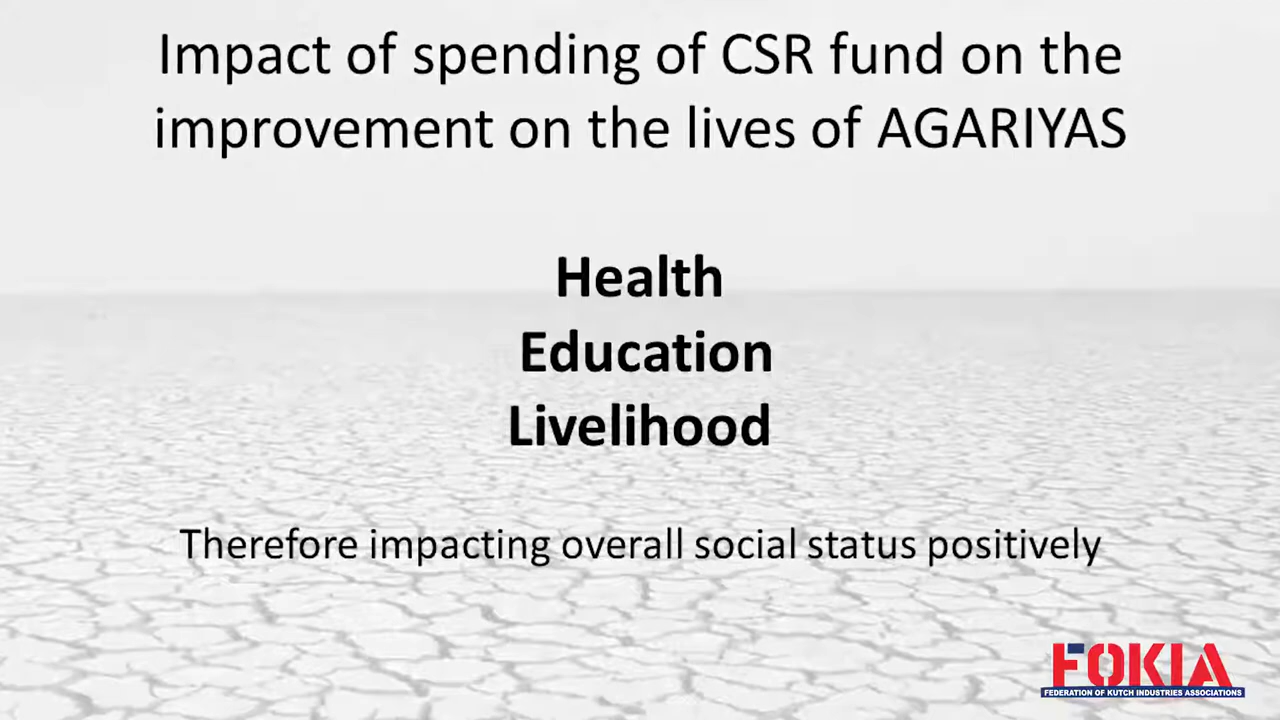 Impact of spending of CSR fund on the
improvement on the lives of AGARIYAS
Health
Education
Livelihood
Therefore impacting overall social status positively
FOKIA
FEDERATION OF KUTCH INDUSTRIES ASSOCIATIONS